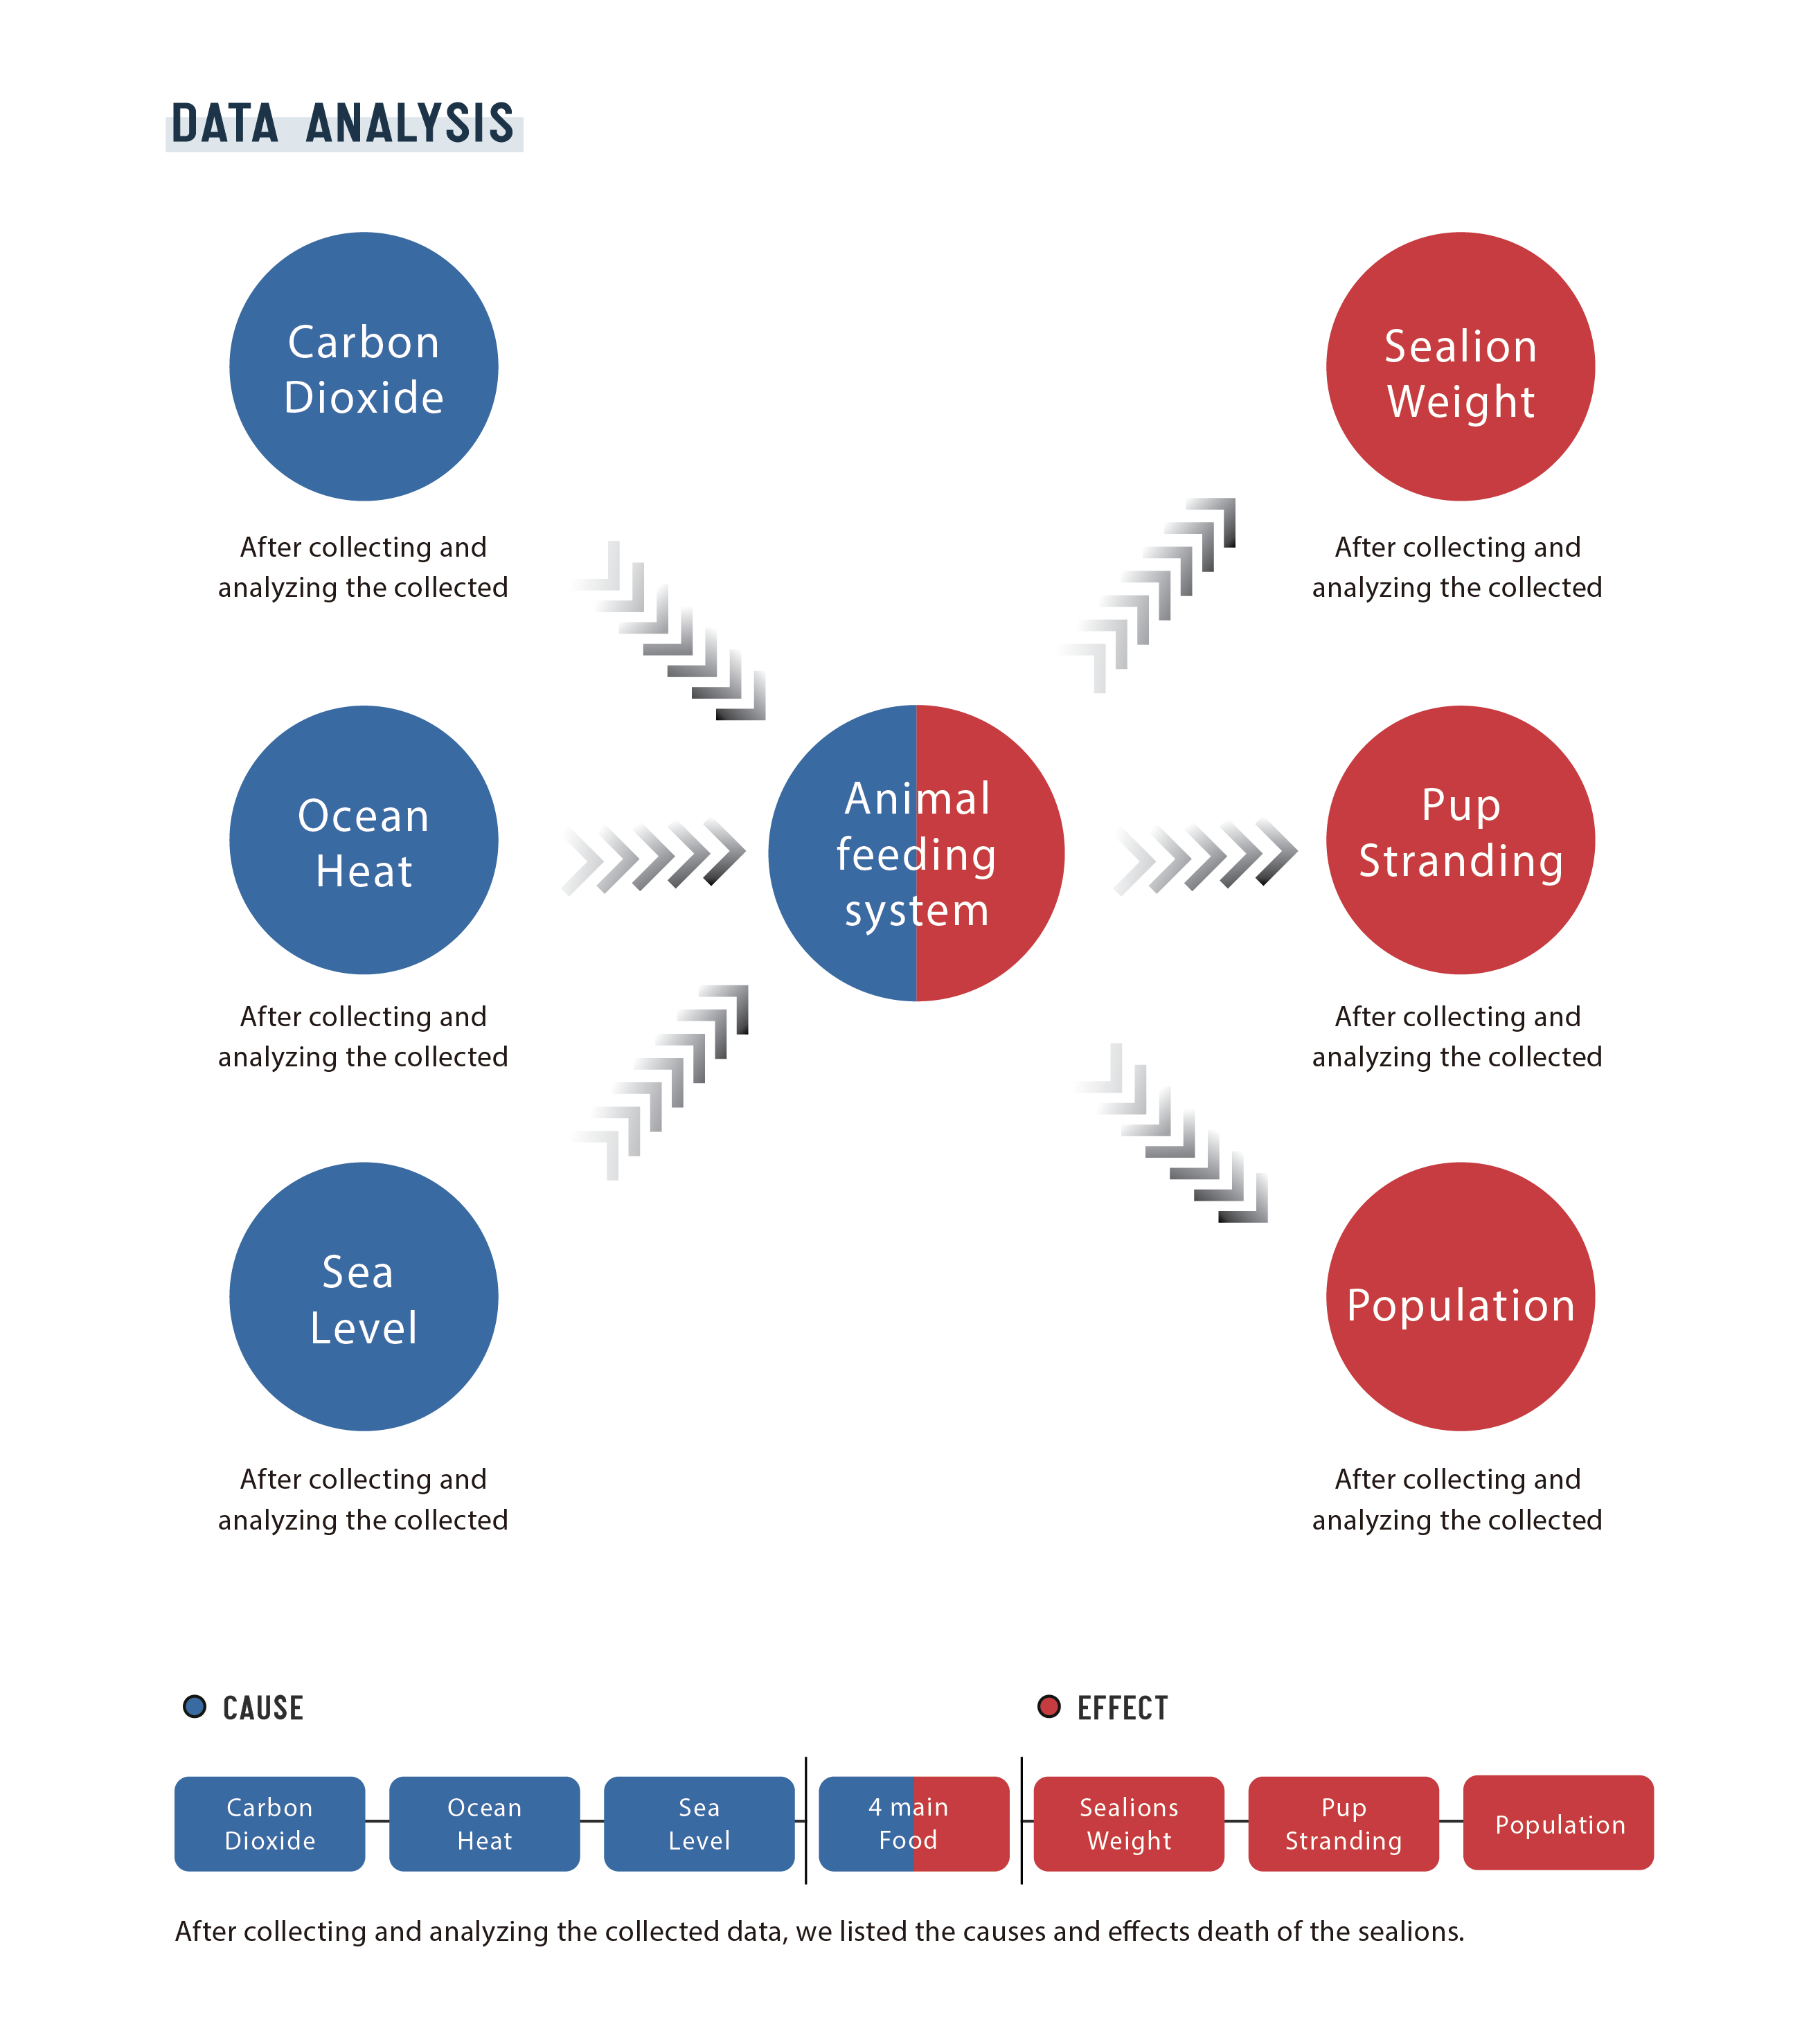 DATA ANALYSIS
Carbon
Dioxide
After collecting and
analyzing the collected
Sealion
Weight
After collecting and
analyzing the collected
Ocean
Heat
After collecting and
analyzing the collected
Animal
feeding
system
Pup
Stranding
After collecting and
analyzing the collected
Sea
Level
After collecting and
analyzing the collected
Population
After collecting and
analyzing the collected
CAUSE
EFFECT
Carbon
Dioxide
Ocean
Heat
Sea
Level
4 main
Food
Sealions
Weight
Pup
Stranding
Population
After collecting and analyzing the collected data, we listed the causes and effects death of the sealions.